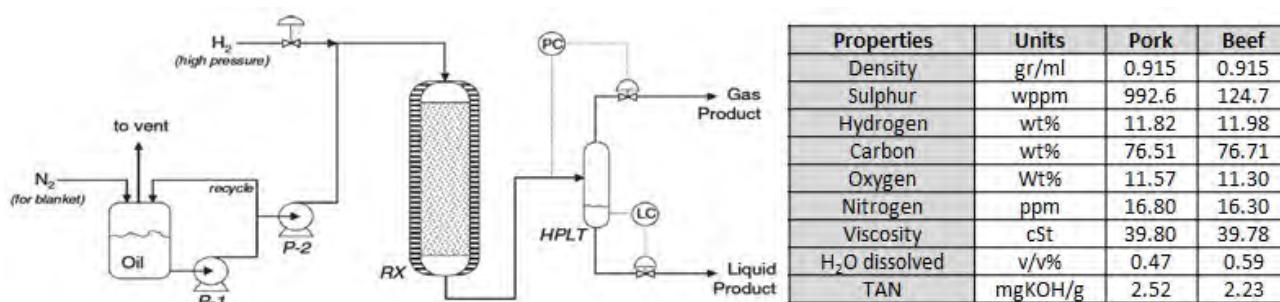 H₂
(high pressure)
to vent
N₂
(for blanket)
recycle
Oil
P-1
P-2
RX
PC
HPLT
LC
Gas
Product
Liquid
Product
Properties Units Pork Beef
Density gr/ml 0.915 0.915
Sulphur wppm 992.6 124.7
Hydrogen wt% 11.82 11.98
Carbon wt% 76.51 76.71
Oxygen Wt% 11.57 11.30
Nitrogen ppm 16.80 16.30
Viscosity cSt 39.80 39.78
H₂O dissolved v/v% 0.47 0.59
TAN mgKOH/g 2.52 2.23